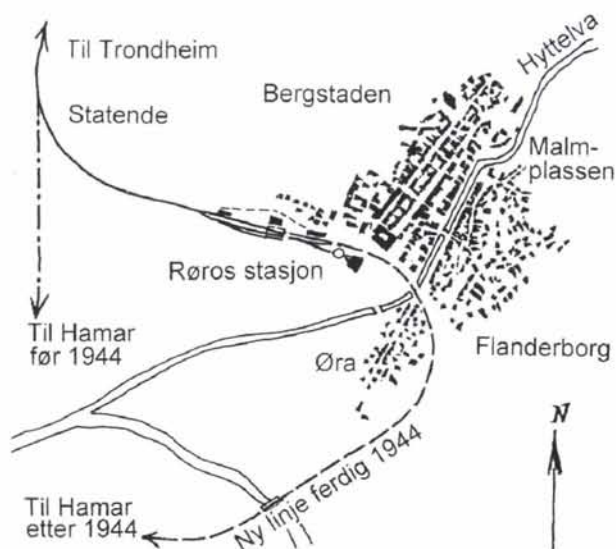 Til Trondheim
Hyttelva
Bergstaden
Statende
Malm-
plassen
Røros stasjon
Til Hamar
før 1944
Flanderborg
Øra
N
Ny linje ferdig 1944
Til Hamar
etter 1944